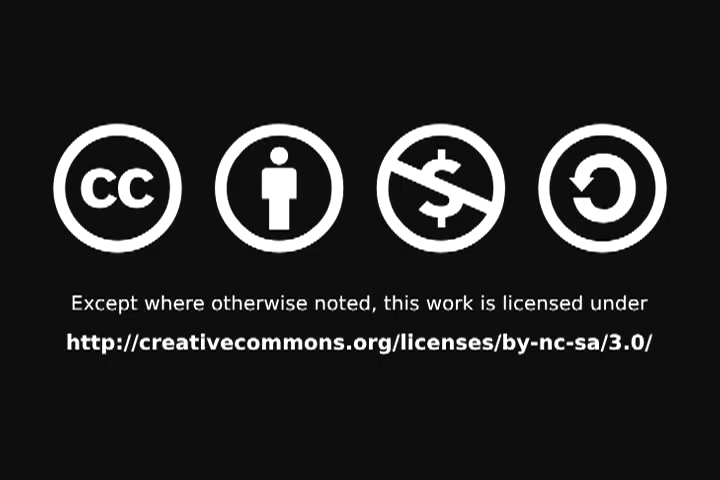 cc
Except where otherwise noted, this work is licensed under
http://creativecommons.org/licenses/by-nc-sa/3.0/